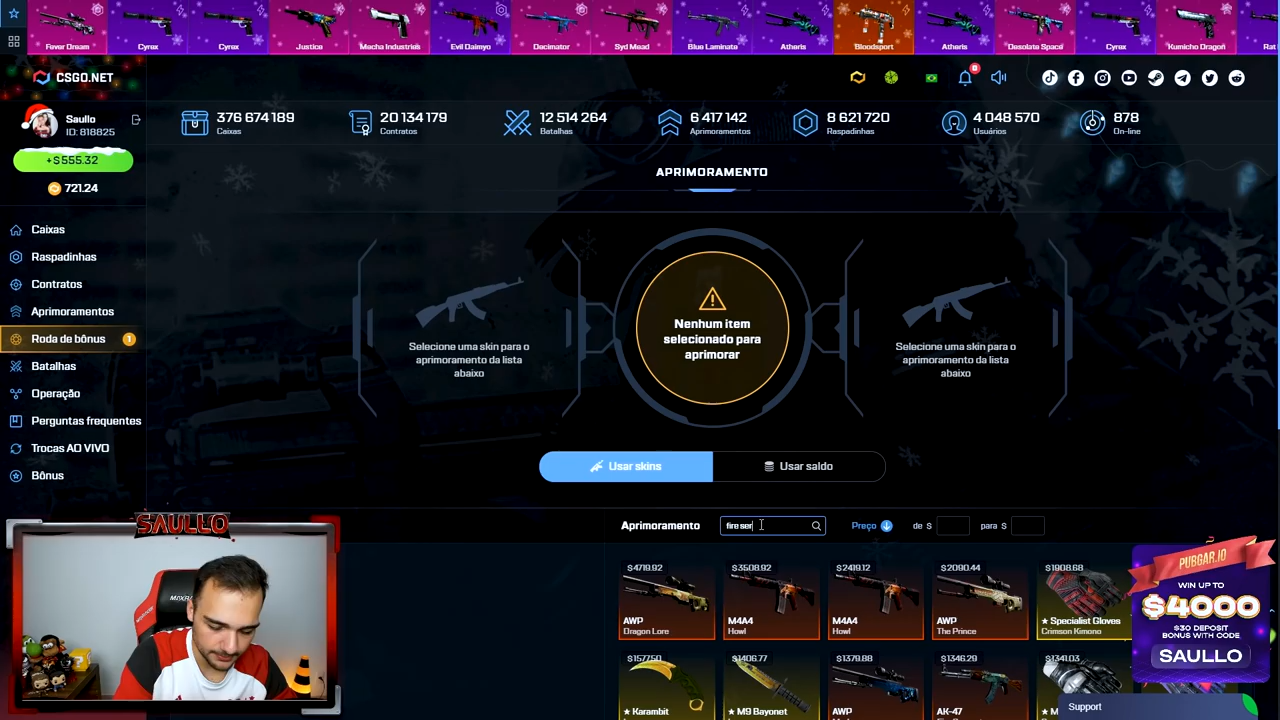 Fever Dream
Cyrex
Cyrex
Justice
Mecha Industries
Evil Daimyo
Decimator
Syd Mead
Blue Laminate
Atheris
Bloodsport
Atheris
Desolate Space
Cyrex
Kumicho Dragon
Rat
CSGO.NET
Saullo
ID: 818825
+$555.32
721.24
376 674 189
Caixas
20 134 179
Contratos
12 514 264
Batalhas
6 417 142
Aprimoramentos
8 621 720
Raspadinhas
4 048 570
Usuários
878
On-line
APRIMORAMENTO
Caixas
Raspadinhas
Contratos
Aprimoramentos
Roda de bônus
1
Batalhas
Operação
Perguntas frequentes
Trocas AO VIVO
Bônus
Selecione uma skin para o
aprimoramento da lista
abaixo
Nenhum item
selecionado para
aprimorar
Selecione uma skin para o
aprimoramento da lista
abaixo
Usar skins
Usar saldo
Aprimoramento
fire ser
Preço
de $
para $
$4719.92
AWP
Dragon Lore
$3508.92
M4A4
Howl
$2419.12
M4A4
Howl
$2090.44
AWP
The Prince
$1908.68
★ Specialist Gloves
Crimson Kimono
$1577.50
★ Karambit
$1406.77
★ M9 Bayonet
$1379.88
AWP
$1346.29
AK-47
$1341.03
★ M
SAULLO
PUBGAR.IO
WIN UP TO
$4000
$30 DEPOSIT
BONUS WITH CODE
SAULLO
Support